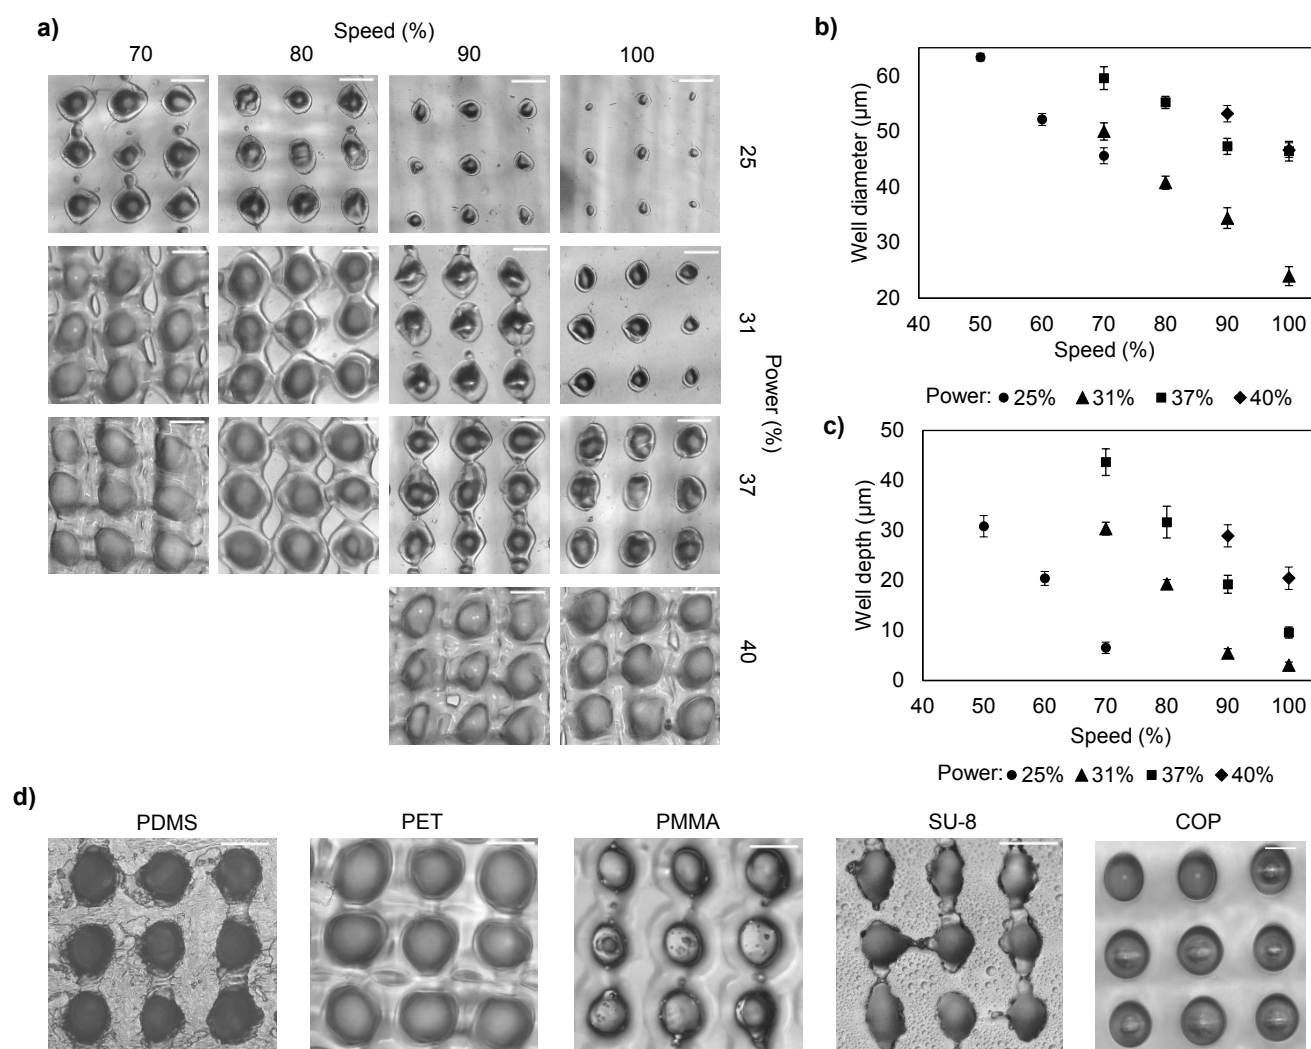 a)
Speed (%)
70 80 90 100
25
31
37
40
Power (%)
b)
Well diameter (µm)
60
50
40
30
20
40 50 60 70 80 90 100
Speed (%)
Power: 25% 31% 37% 40%
c)
Well depth (µm)
50
40
30
20
10
0
40 50 60 70 80 90 100
Speed (%)
Power: 25% 31% 37% 40%
d)
PDMS PET PMMA SU-8 COP